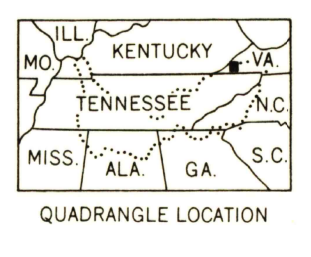 ILL.
MO.
KENTUCKY
VA.
TENNESSEE
N.C.
MISS.
ALA.
GA.
S.C.
QUADRANGLE LOCATION